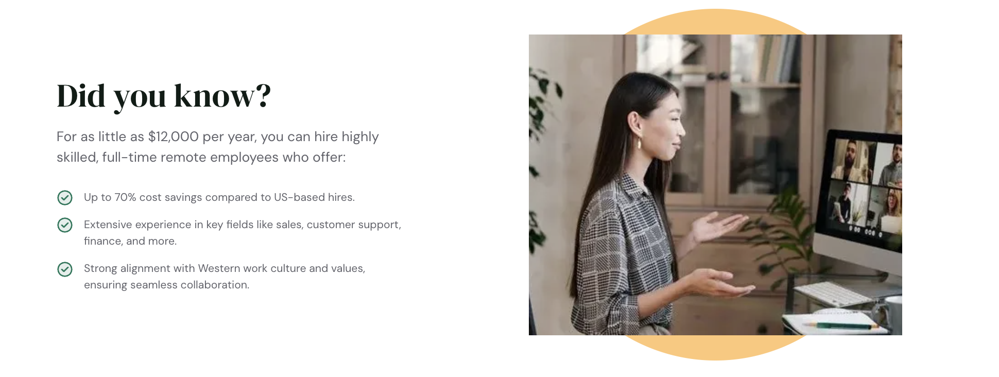 Did you know?
For as little as $12,000 per year, you can hire highly
skilled, full-time remote employees who offer:
Up to 70% cost savings compared to US-based hires.
Extensive experience in key fields like sales, customer support,
finance, and more.
Strong alignment with Western work culture and values,
ensuring seamless collaboration.